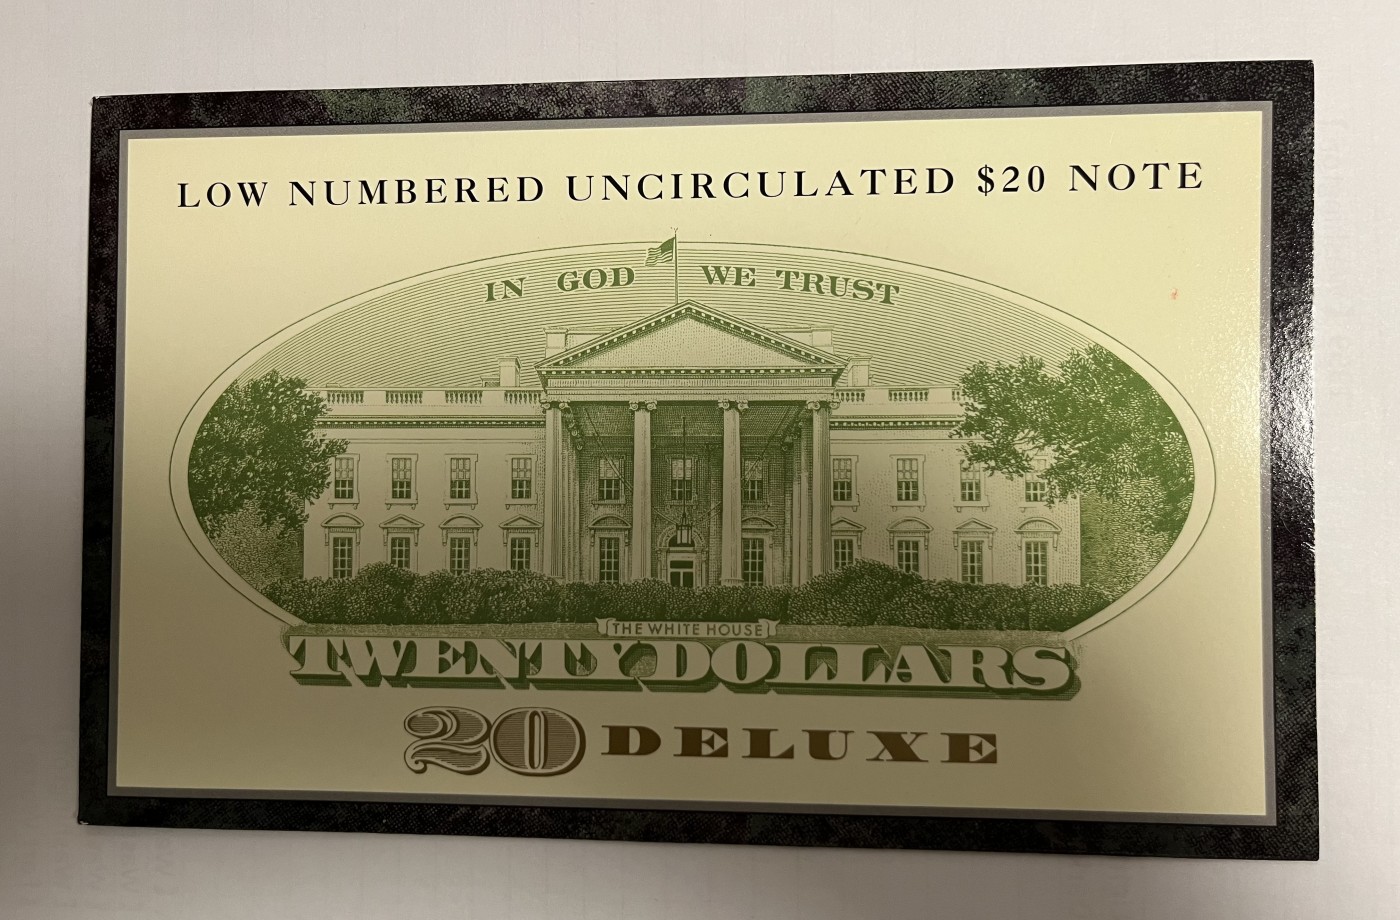 LOW NUMBERED UNCIRCULATED $20 NOTE
IN GOD WE TRUST
THE WHITE HOUSE
TWENTY DOLLARS
20 DELUXE